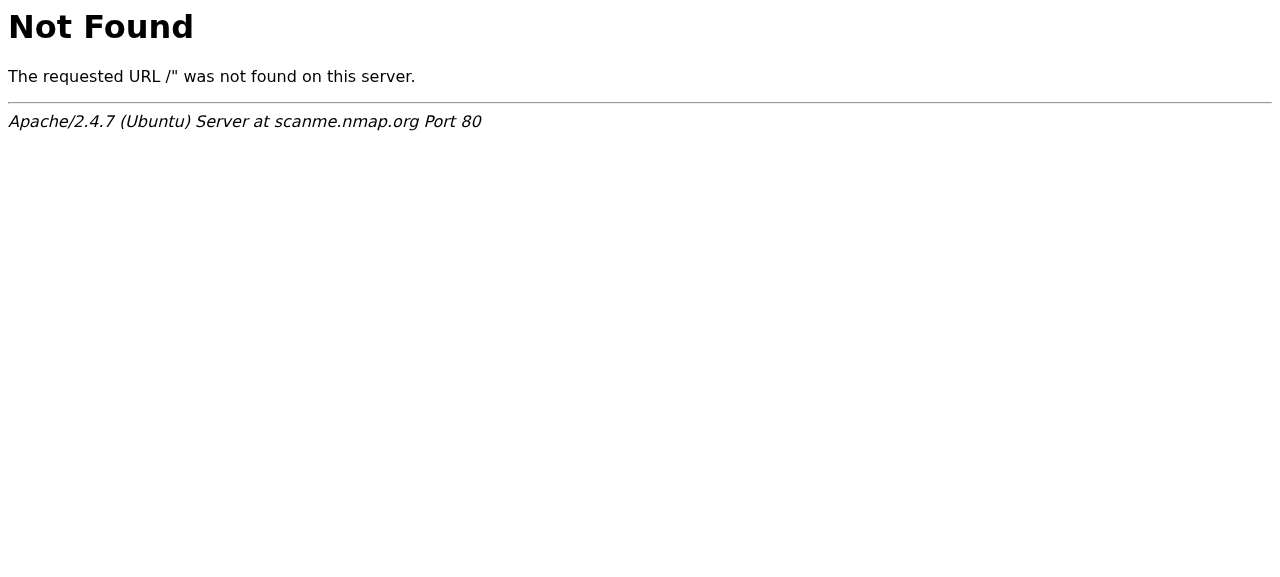 Not Found
The requested URL /" was not found on this server.
Apache/2.4.7 (Ubuntu) Server at scanme.nmap.org Port 80